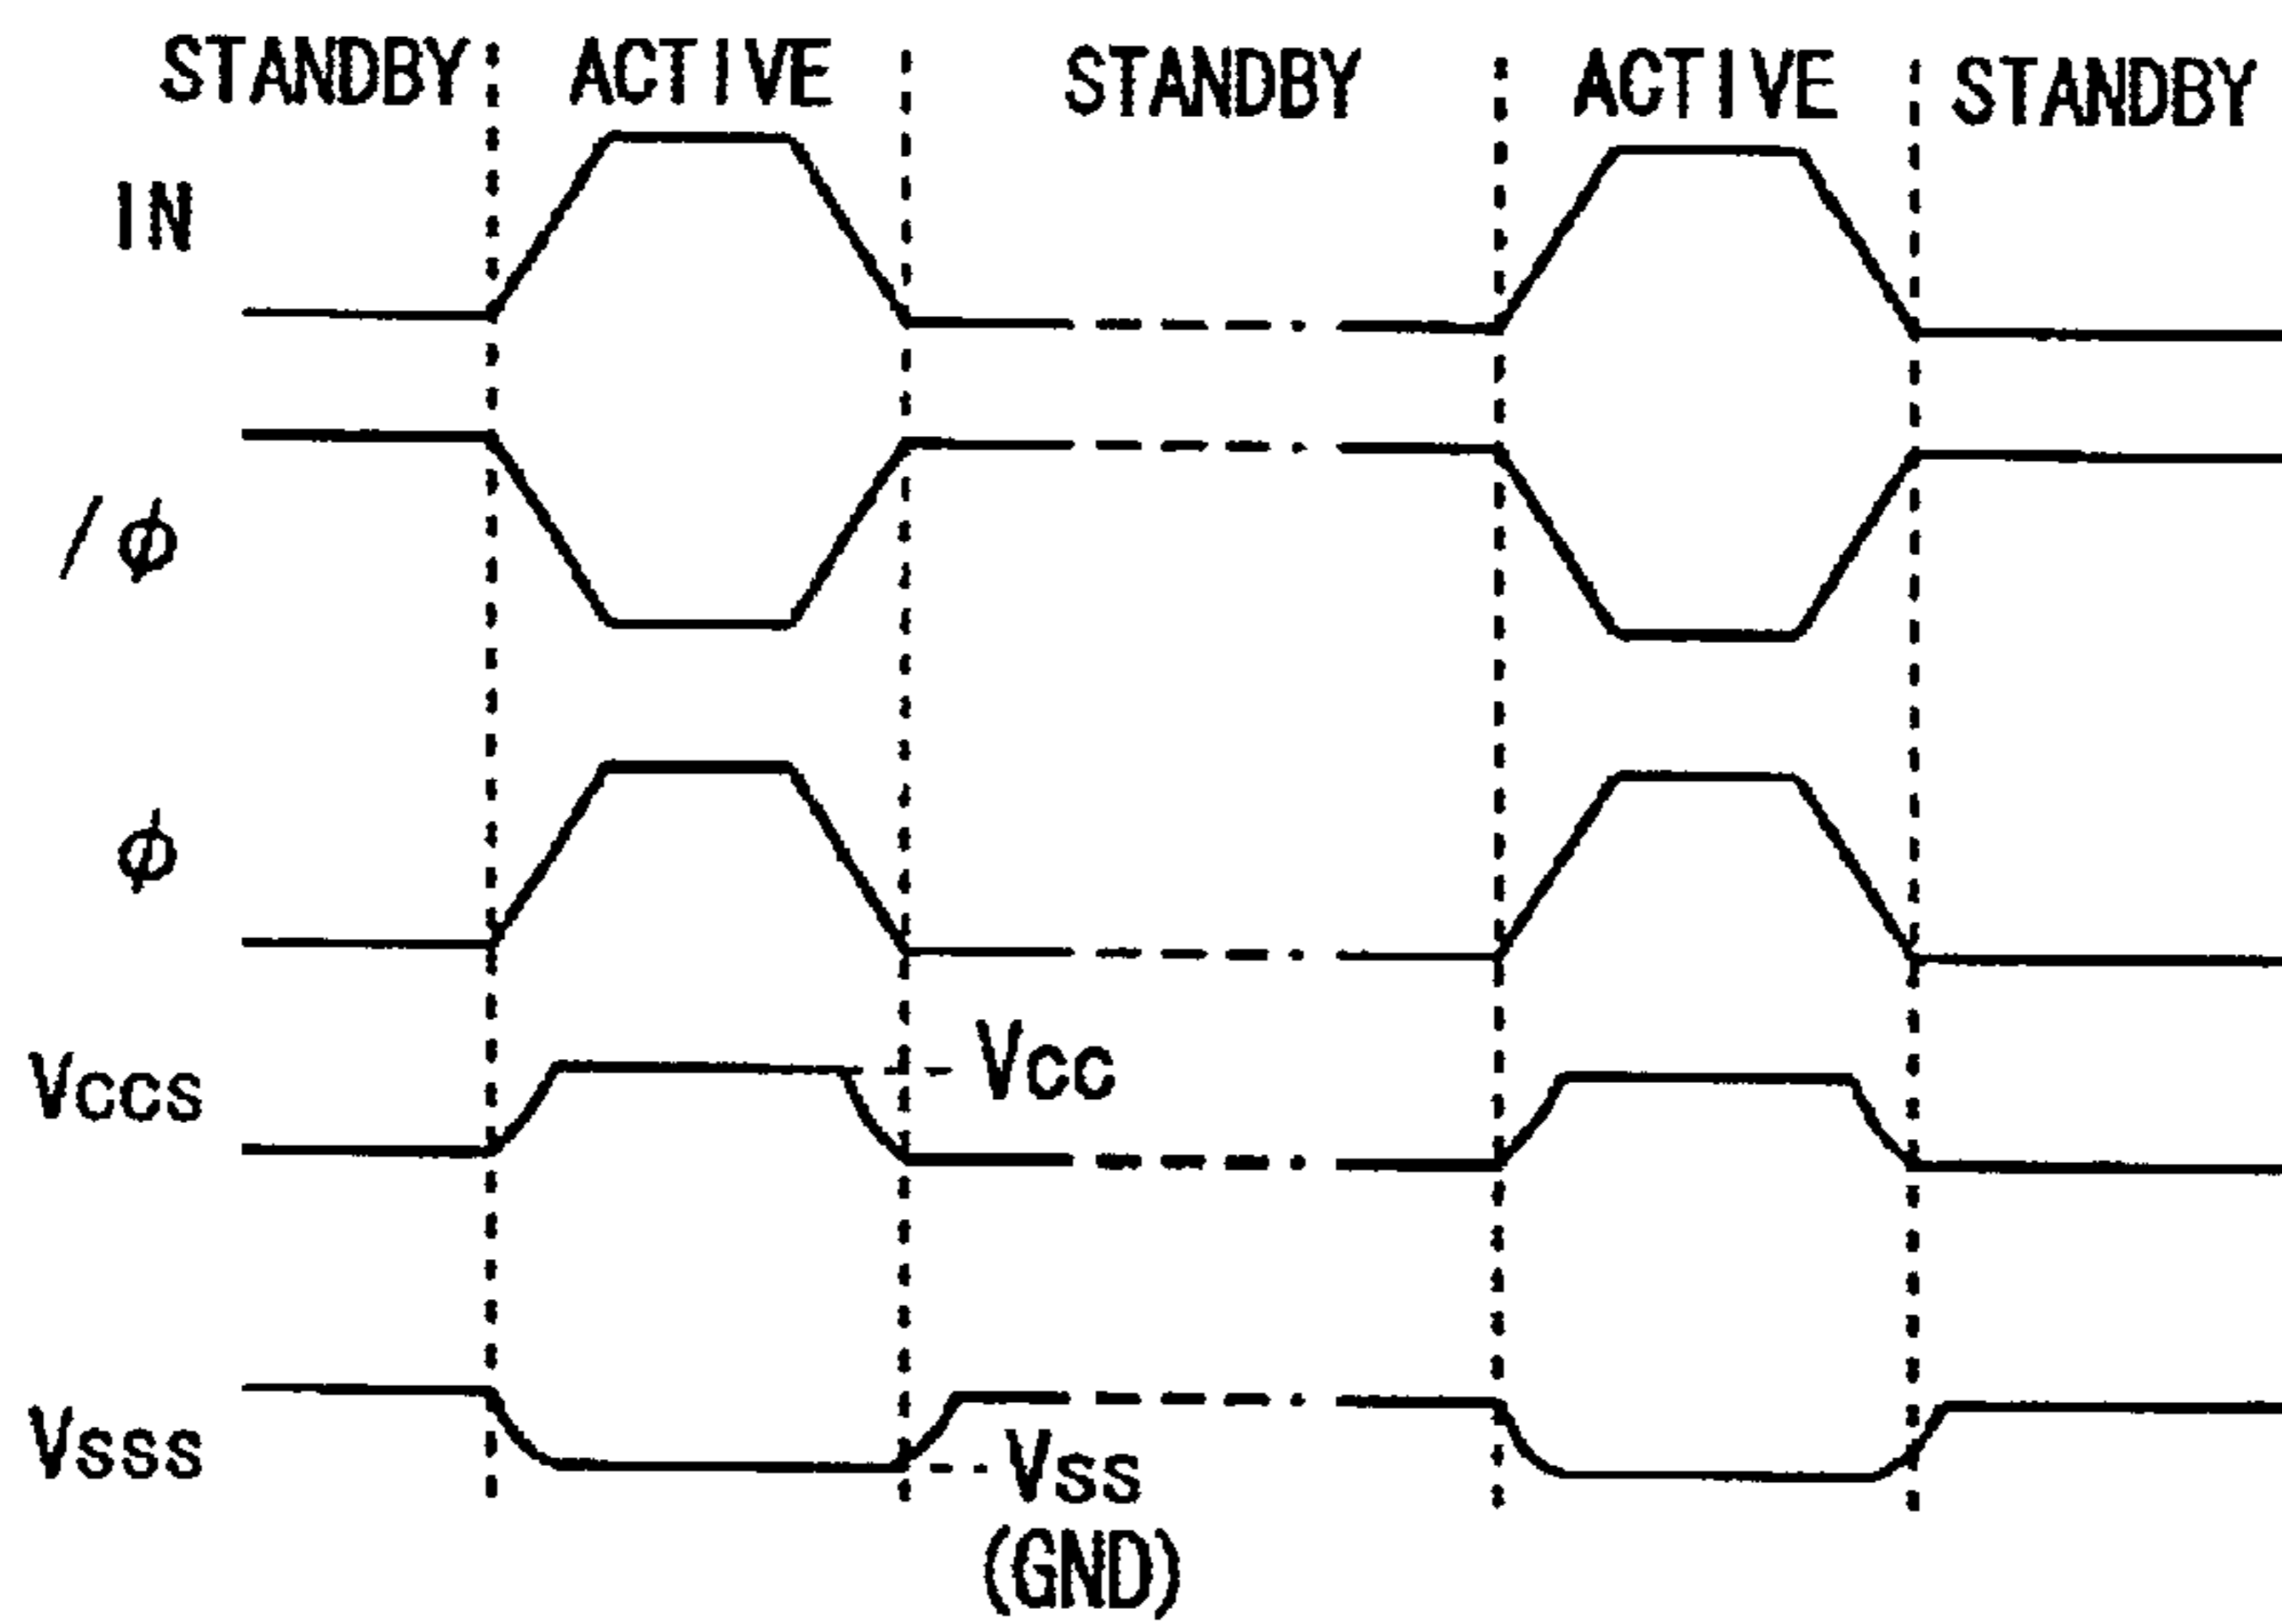 STANDBY ACTIVE STANDBY ACTIVE STANDBY
IN
/φ
φ
Vccs
Vcc
Vsss
Vss
(GND)